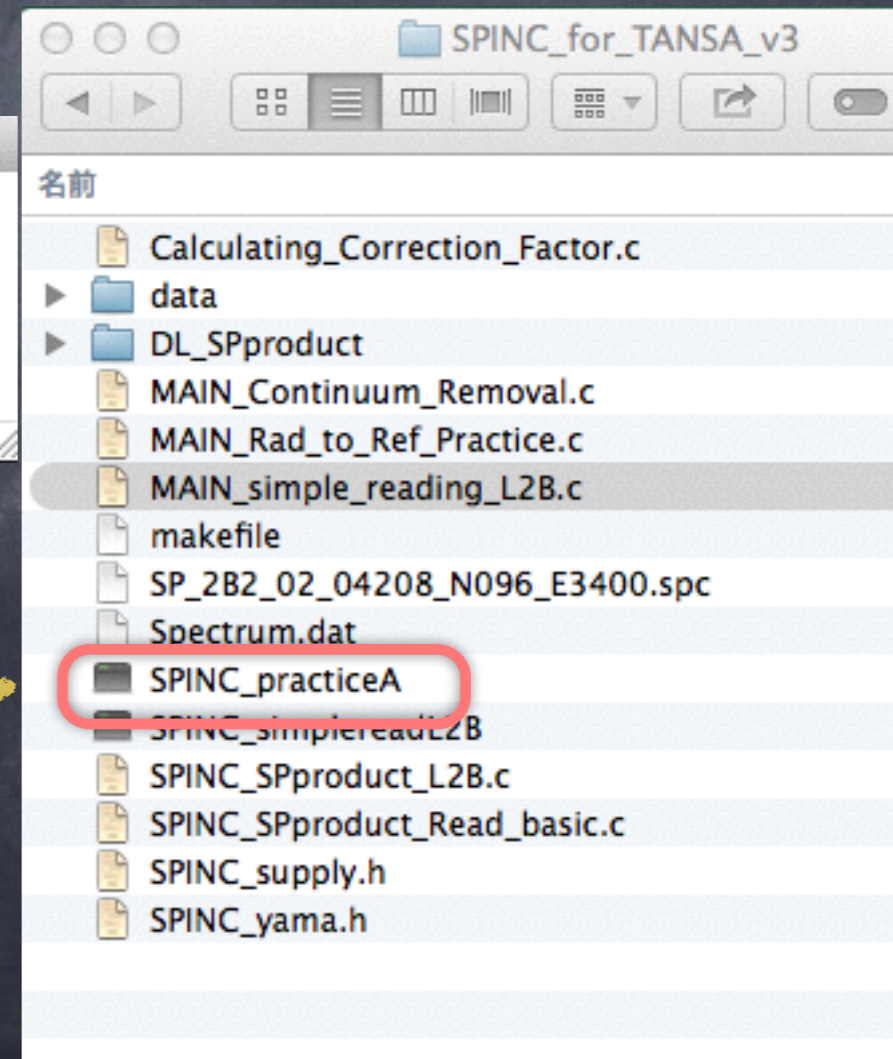 SPINC_for_TANSA_v3
名前
Calculating_Correction_Factor.c
data
DL_SPproduct
MAIN_Continuum_Removal.c
MAIN_Rad_to_Ref_Practice.c
MAIN_simple_reading_L2B.c
makefile
SP_2B2_02_04208_N096_E3400.spc
Spectrum.dat
SPINC_practiceA
SPINC_simplereadL2B
SPINC_SPproduct_L2B.c
SPINC_SPproduct_Read_basic.c
SPINC_supply.h
SPINC_yama.h